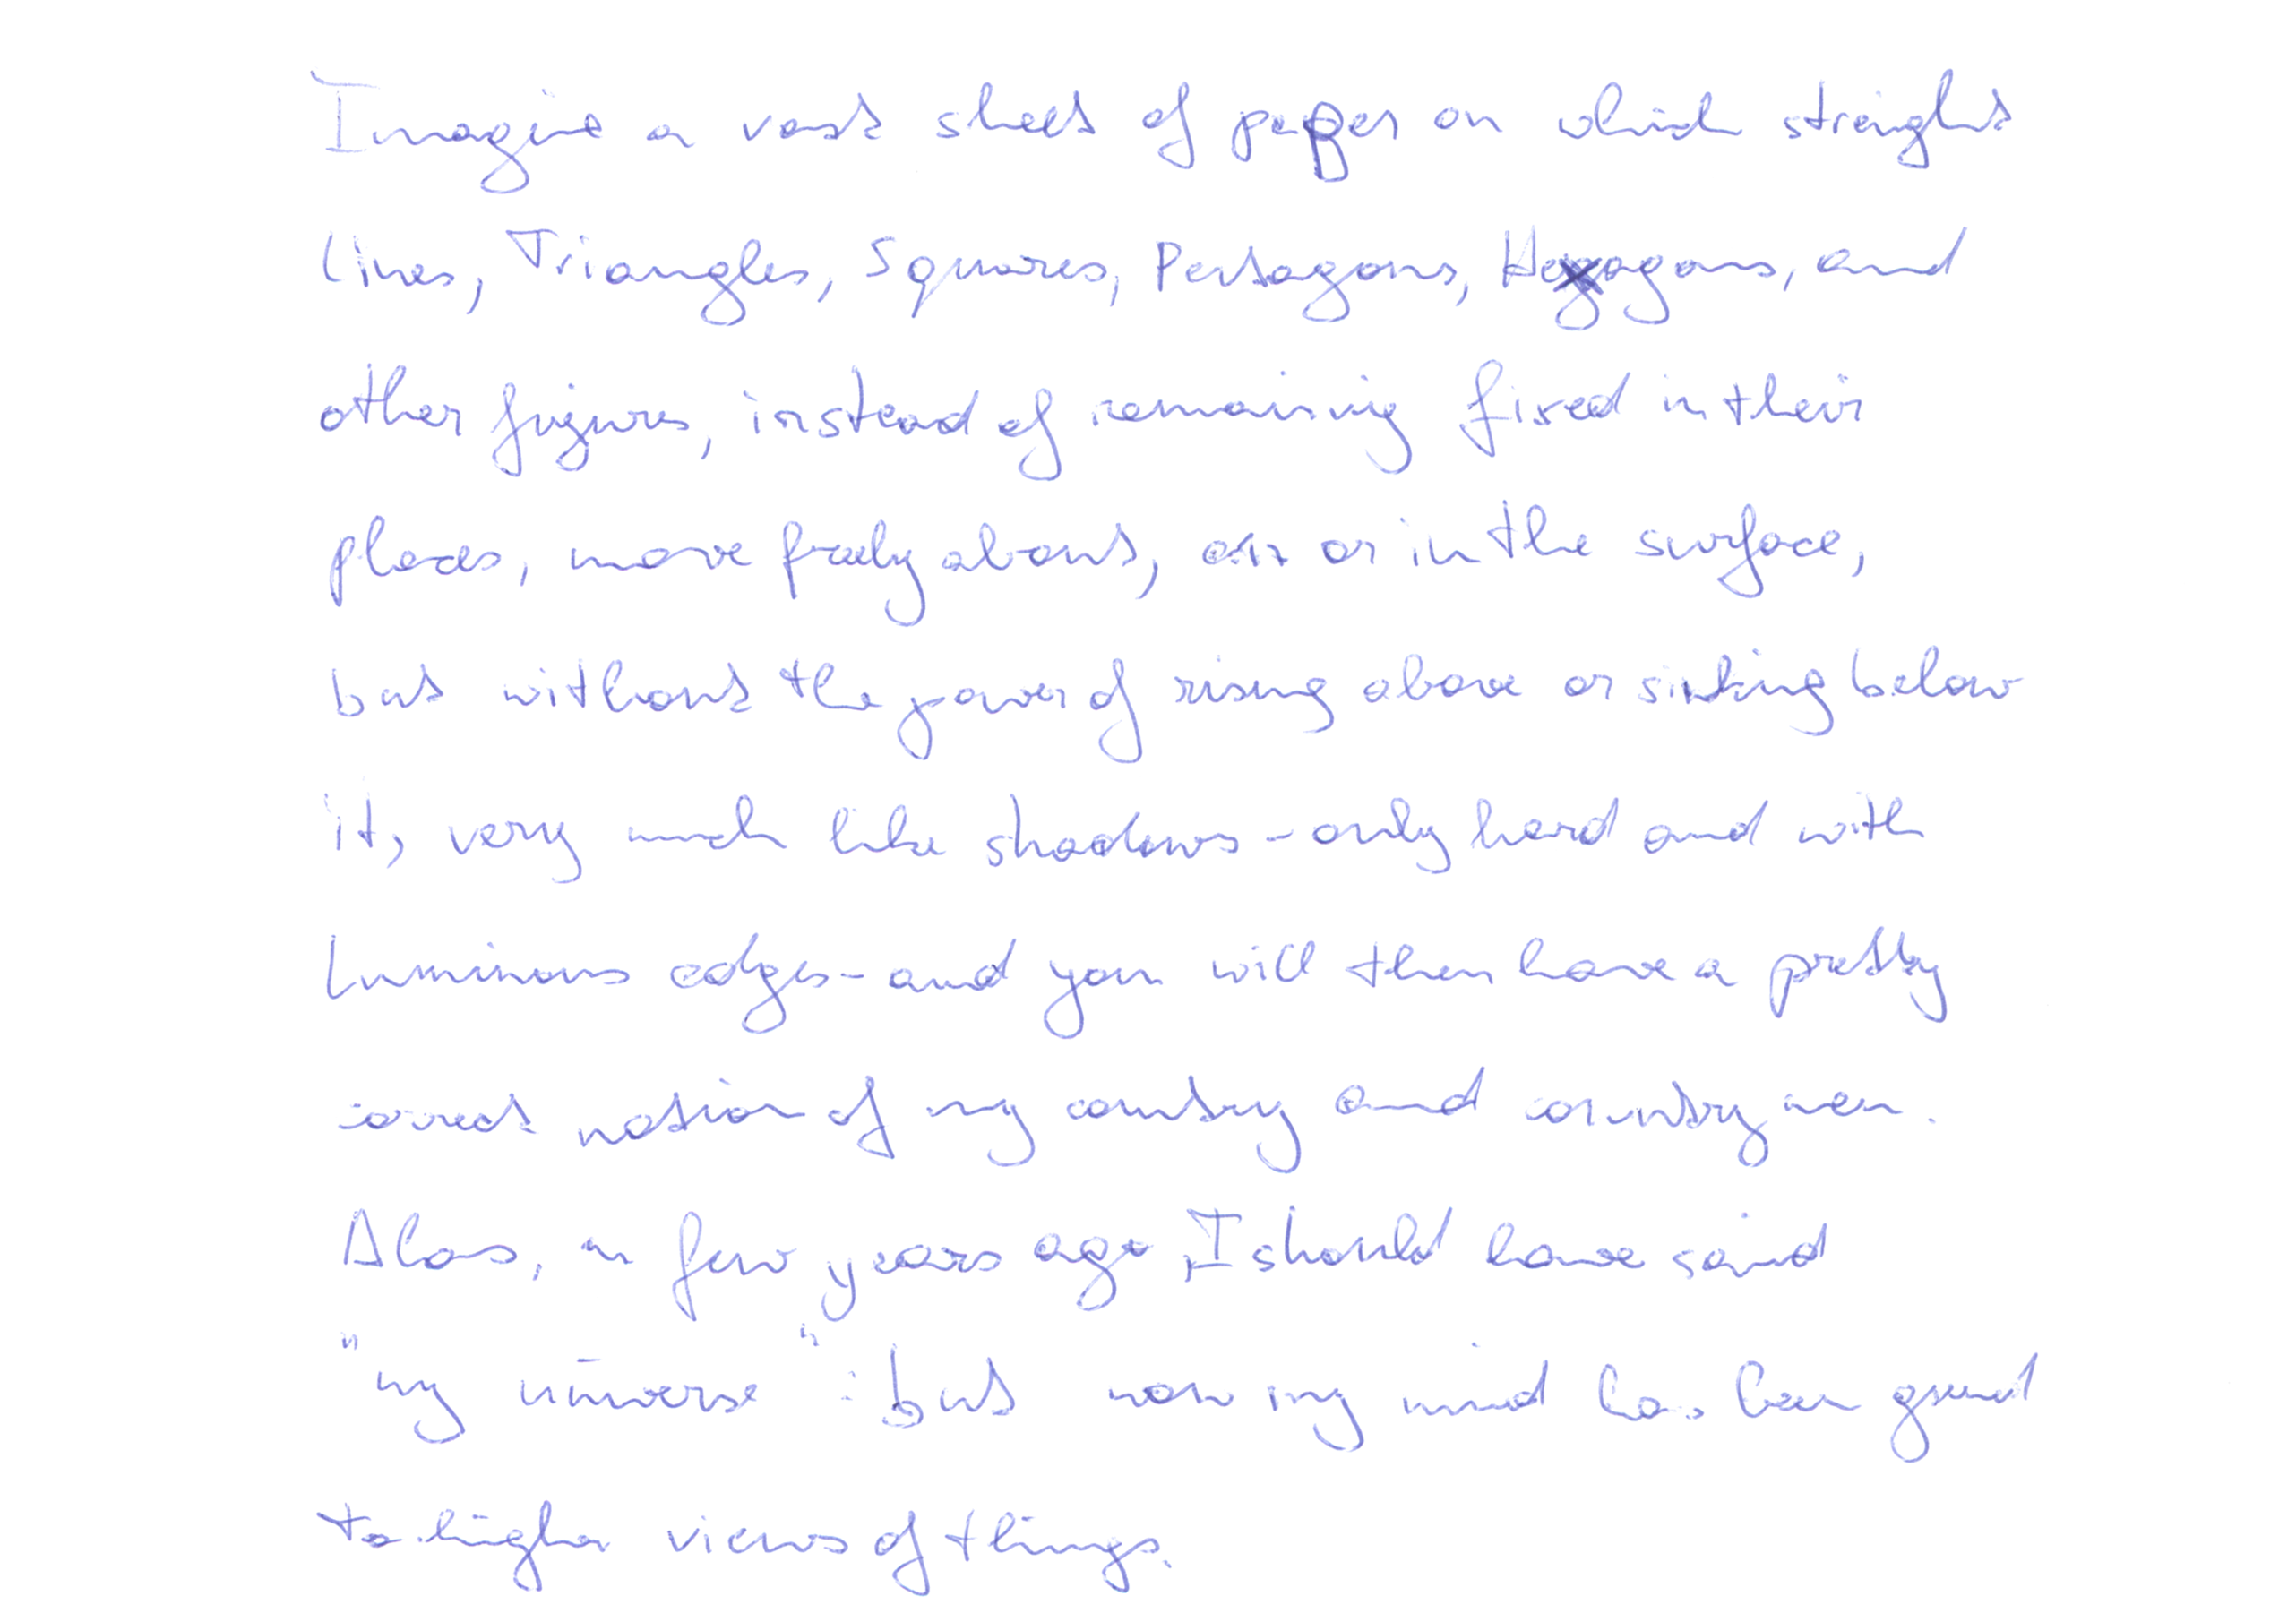 Imagine a vast sheet of paper on which straight
Lines, Triangles, Squares, Pentagons, Hexagons, and
other figures, instead of remaining fixed in their
places, move freely about, on or in the surface,
but without the power of rising above or sinking below
it, very much like shadows - only hard and with
luminous edges - and you will then have a pretty
correct notion of my country and countrymen.
Alas, a few years ago, I should have said
"my universe": but now my mind has been opened
to higher views of things.